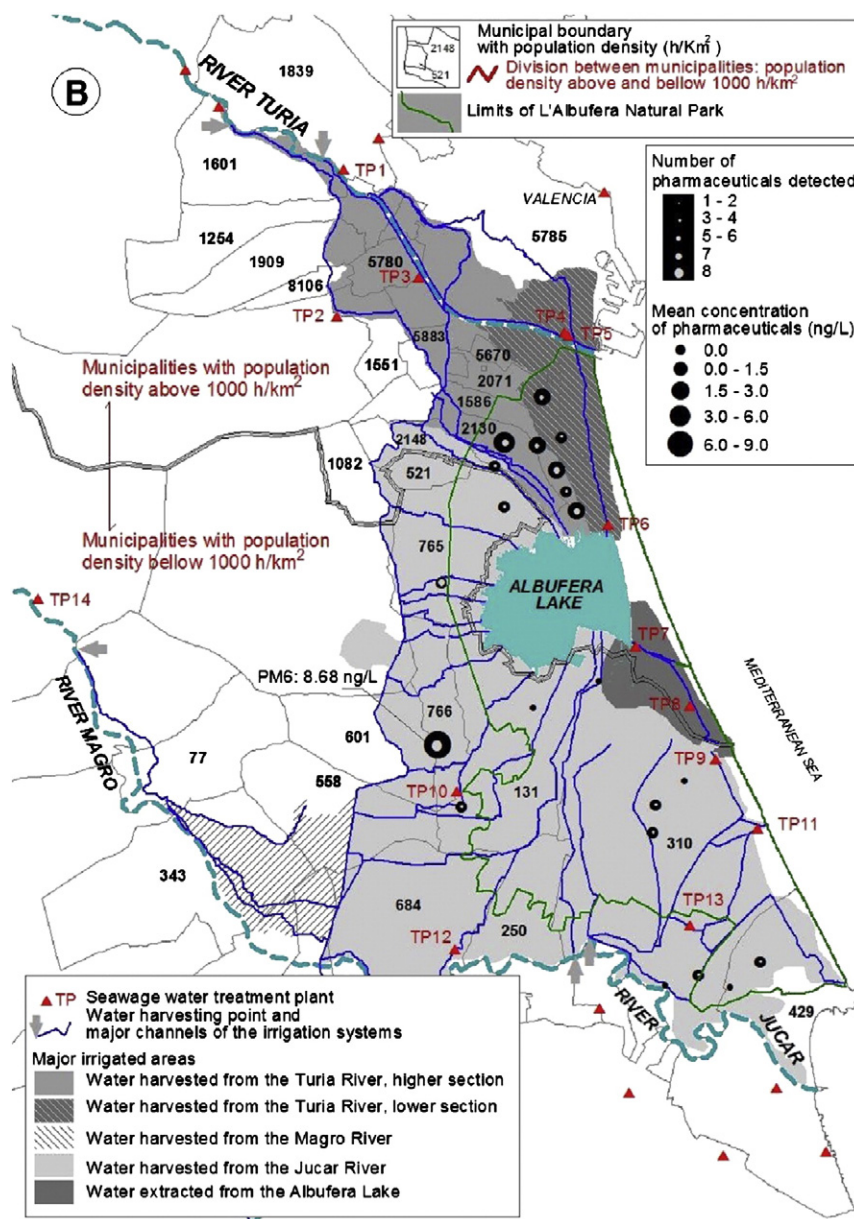 B
Municipal boundary
with population density (h/Km²)
2148
521
Division between municipalities: population
density above and bellow 1000 h/km²
Limits of L'Albufera Natural Park
Number of
pharmaceuticals detected
1 - 2
3 - 4
5 - 6
7
8
Mean concentration
of pharmaceuticals (ng/L)
0.0
0.0 - 1.5
1.5 - 3.0
3.0 - 6.0
6.0 - 9.0
1839
RIVER TURIA
1601
TP1
VALENCIA
5785
1254
1909
8106
5780
TP3
TP2
TP4
TP5
5883
5670
1551
2071
1586
2130
Municipalities with population
density above 1000 h/km²
2148
1082
521
TP6
Municipalities with population
density bellow 1000 h/km²
765
ALBUFERA
LAKE
TP14
TP7
MEDITERRANEAN SEA
PM6: 8.68 ng/L
RIVER MAGRO
766
TP8
601
77
TP9
558
TP10
131
TP11
310
343
684
TP13
250
TP12
RIVER
JUCAR
429
TP Seawage water treatment plant
Water harvesting point and
major channels of the irrigation systems
Major irrigated areas
Water harvested from the Turia River, higher section
Water harvested from the Turia River, lower section
Water harvested from the Magro River
Water harvested from the Jucar River
Water extracted from the Albufera Lake